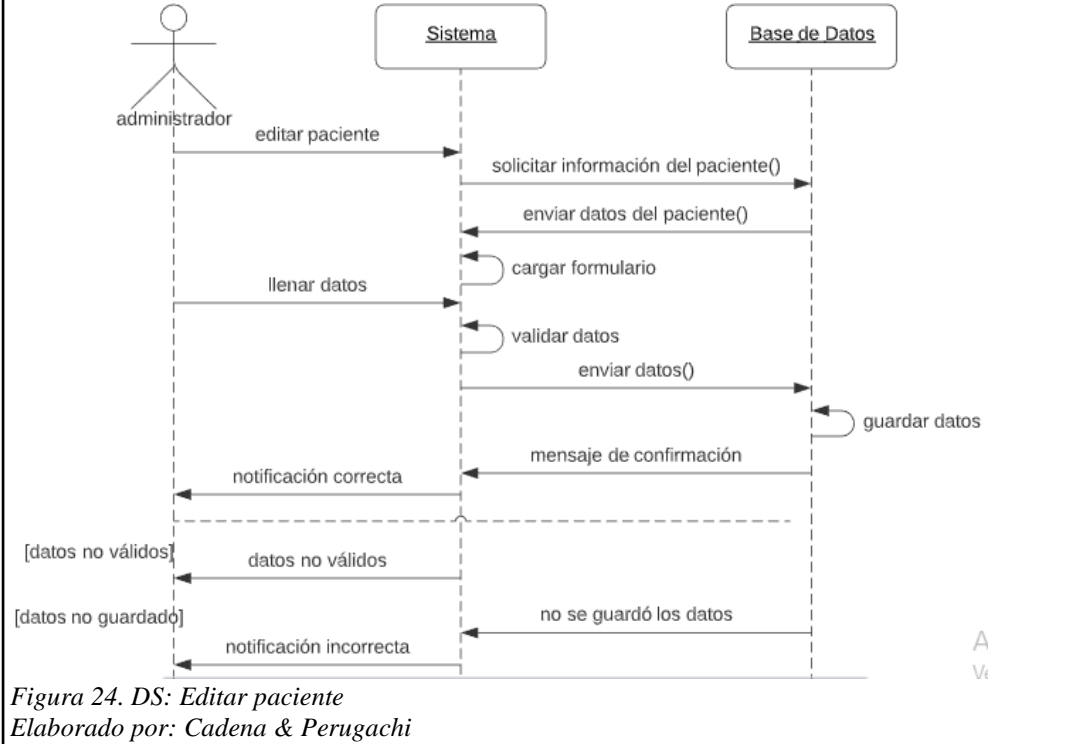 Sistema
Base de Datos
administrador
editar paciente
solicitar información del paciente()
enviar datos del paciente()
cargar formulario
llenar datos
validar datos
enviar datos()
guardar datos
mensaje de confirmación
notificación correcta
[datos no válidos]
datos no válidos
[datos no guardado]
no se guardó los datos
notificación incorrecta
A
Figura 24. DS: Editar paciente
Elaborado por: Cadena & Perugachi